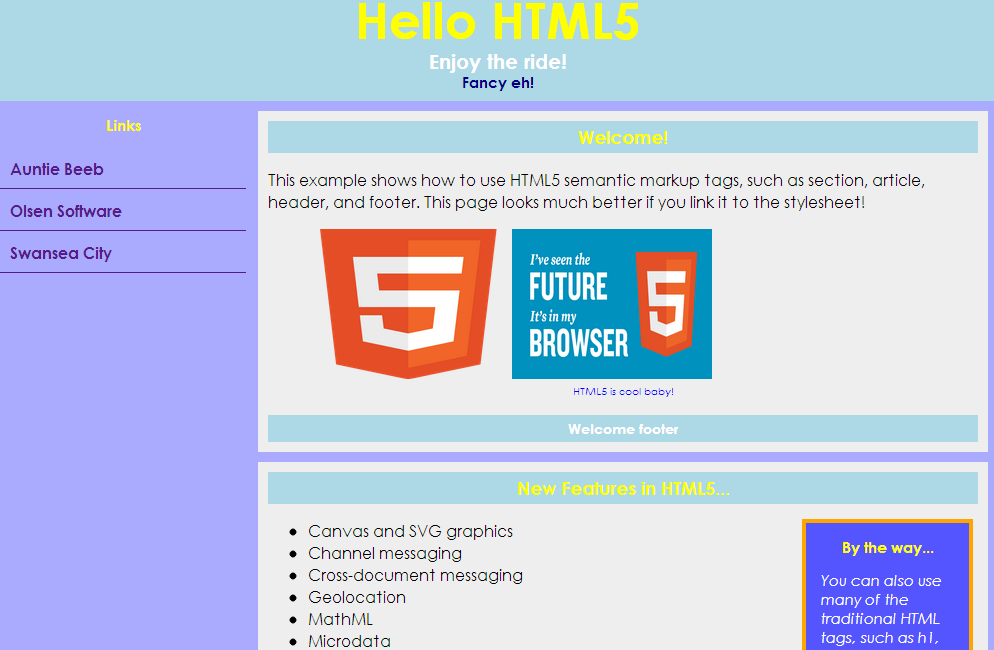 Hello HTML5
Enjoy the ride!
Fancy eh!
Links
Auntie Beeb
Olsen Software
Swansea City
Welcome!
This example shows how to use HTML5 semantic markup tags, such as section, article,
header, and footer. This page looks much better if you link it to the stylesheet!
5
I've seen the
FUTURE
It's in my
BROWSER
5
HTML5 is cool baby!
Welcome footer
New Features in HTML5...
Canvas and SVG graphics
Channel messaging
Cross-document messaging
Geolocation
MathML
Microdata
By the way...
You can also use
many of the
traditional HTML
tags, such as h1,